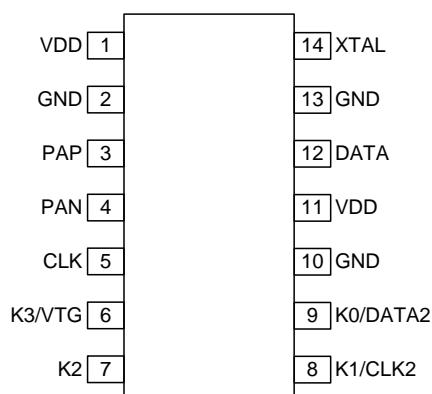 VDD 1 14 XTAL
GND 2 13 GND
PAP 3 12 DATA
PAN 4 11 VDD
CLK 5 10 GND
K3/VTG 6 9 K0/DATA2
K2 7 8 K1/CLK2